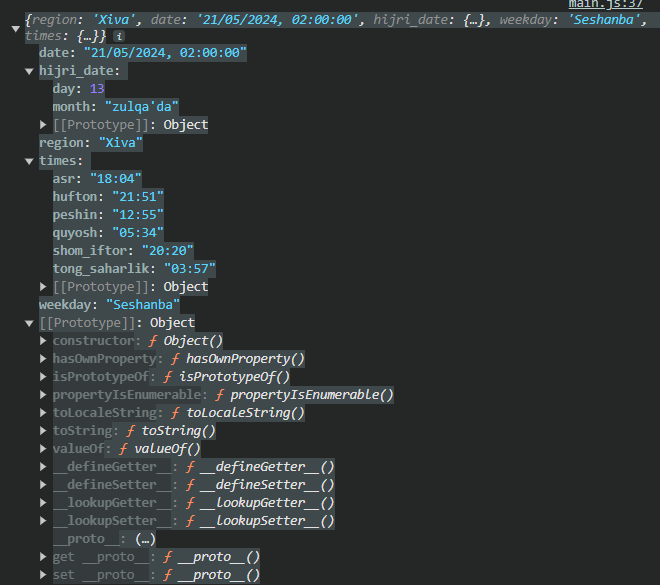 main.js:37
{region: 'Xiva', date: '21/05/2024, 02:00:00', hijri_date: {…}, weekday: 'Seshanba',
times: {…}} i
date: "21/05/2024, 02:00:00"
hijri_date:
day: 13
month: "zulqa'da"
[[Prototype]]: Object
region: "Xiva"
times:
asr: "18:04"
hufton: "21:51"
peshin: "12:55"
quyosh: "05:34"
shom_iftor: "20:20"
tong_saharlik: "03:57"
[[Prototype]]: Object
weekday: "Seshanba"
[[Prototype]]: Object
constructor: ƒ Object()
hasOwnProperty: ƒ hasOwnProperty()
isPrototypeOf: ƒ isPrototypeOf()
propertyIsEnumerable: ƒ propertyIsEnumerable()
toLocaleString: ƒ toLocaleString()
toString: ƒ toString()
valueOf: ƒ valueOf()
__defineGetter__: ƒ __defineGetter__()
__defineSetter__: ƒ __defineSetter__()
__lookupGetter__: ƒ __lookupGetter__()
__lookupSetter__: ƒ __lookupSetter__()
__proto__: (…)
get __proto__: ƒ __proto__()
set __proto__: ƒ __proto__()